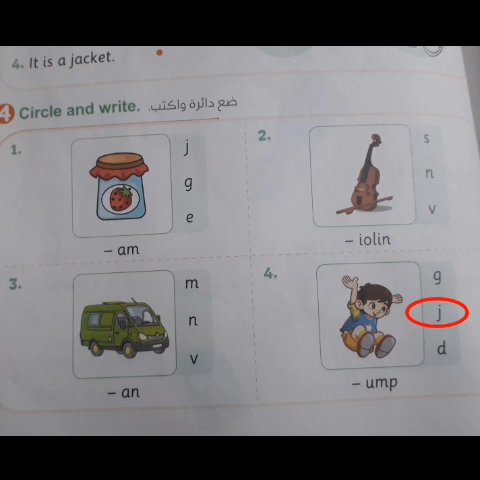 4. It is a jacket.
4 Circle and write. ضع دائرة واكتب.
1.
j
g
e
– am
2.
s
n
v
– iolin
3.
m
n
v
– an
4.
g
j
d
– ump